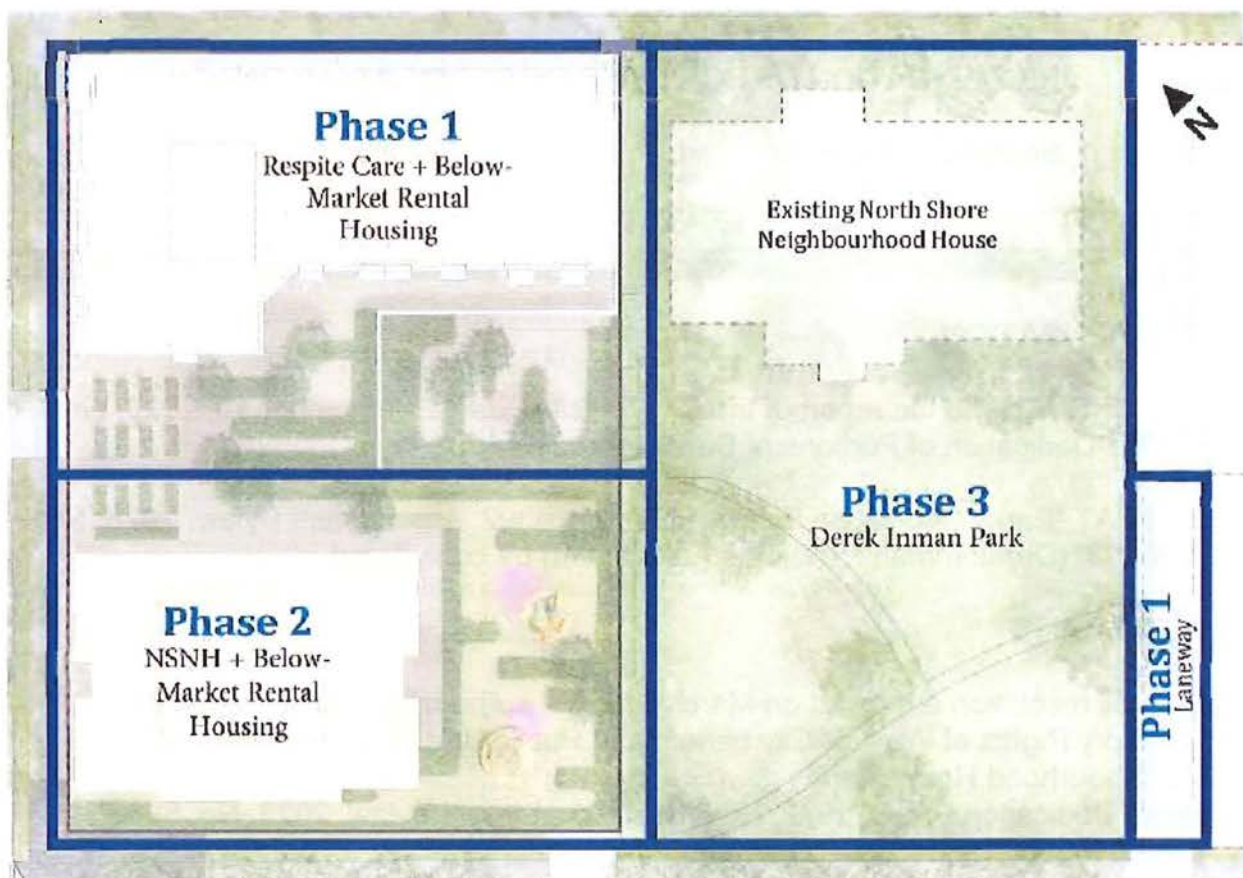 Phase 1
Respite Care + Below-
Market Rental
Housing
Existing North Shore
Neighbourhood House
N
Phase 3
Derek Inman Park
Phase 2
NSNH + Below-
Market Rental
Housing
Phase 1
Laneway